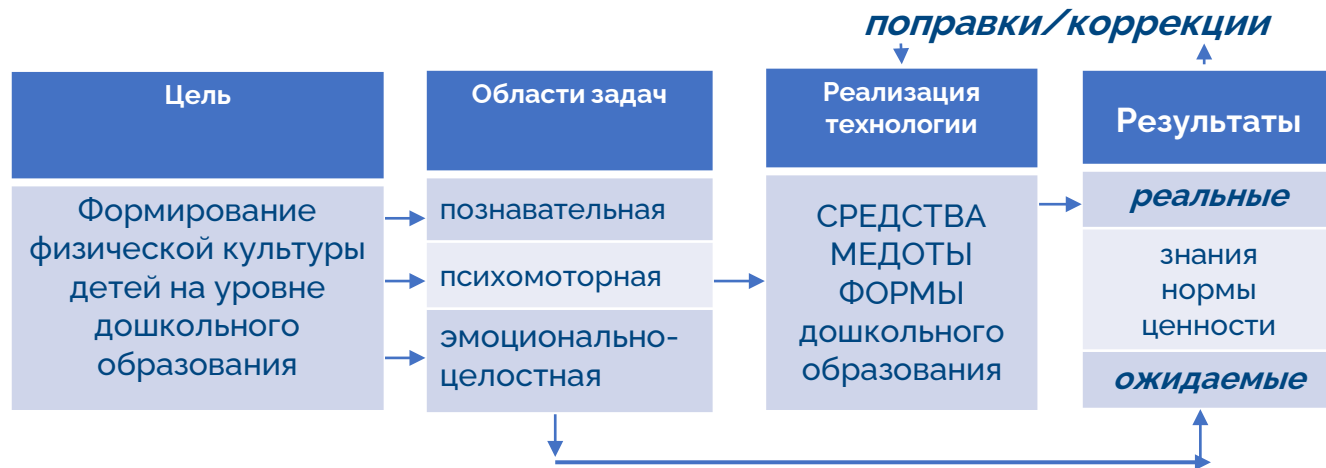 поправки/коррекции
Цель
Формирование
физической культуры
детей на уровне
дошкольного
образования
Области задач
познавательная
психомоторная
эмоционально-
целостная
Реализация
технологии
СРЕДСТВА
МЕДОТЫ
ФОРМЫ
дошкольного
образования
Результаты
реальные
знания
нормы
ценности
ожидаемые